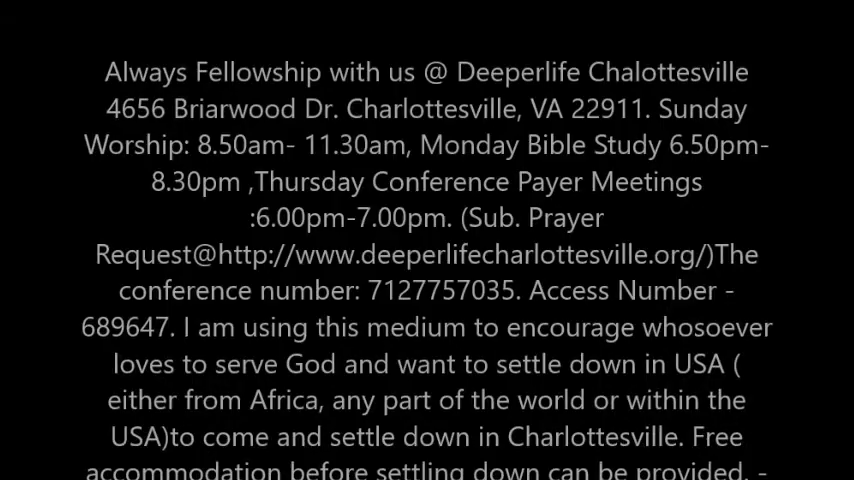 Always Fellowship with us @ Deeperlife Chalottesville
4656 Briarwood Dr. Charlottesville, VA 22911. Sunday
Worship: 8.50am- 11.30am, Monday Bible Study 6.50pm-
8.30pm ,Thursday Conference Payer Meetings
:6.00pm-7.00pm. (Sub. Prayer
Request@http://www.deeperlifecharlottesville.org/)The
conference number: 7127757035. Access Number -
689647. I am using this medium to encourage whosoever
loves to serve God and want to settle down in USA (
either from Africa, any part of the world or within the
USA)to come and settle down in Charlottesville. Free
accommodation before settling down can be provided. -